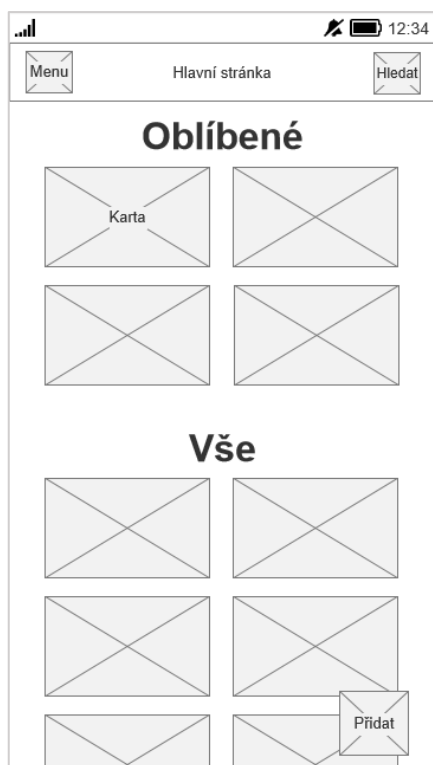 12:34
Menu
Hlavní stránka
Hledat
Oblíbené
Karta
Vše
Přidat